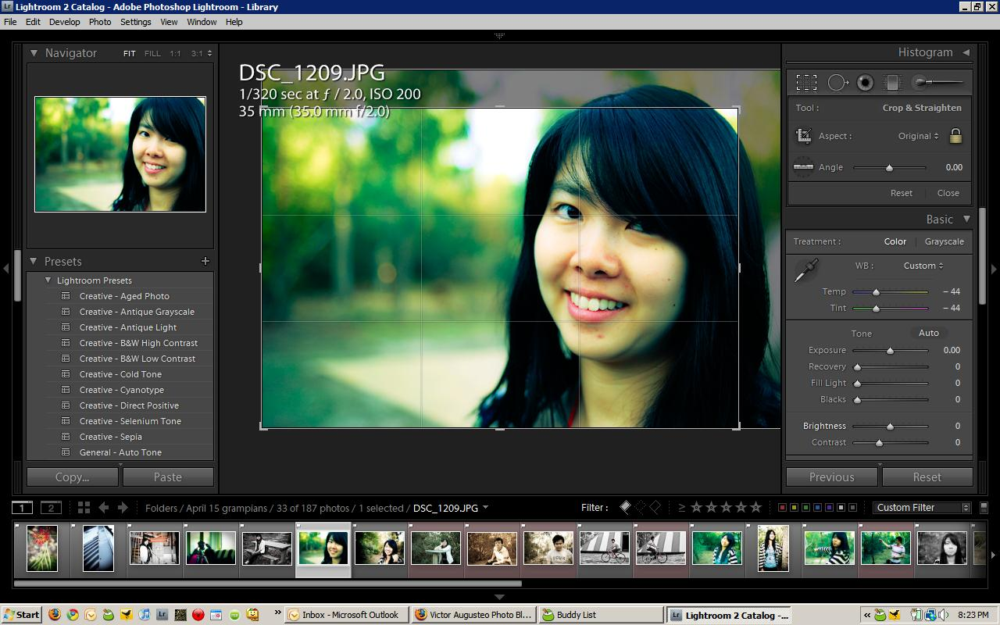 Lr Lightroom 2 Catalog - Adobe Photoshop Lightroom - Library
File Edit Develop Photo Settings View Window Help
Navigator FIT FILL 1:1 3:1
Presets +
Lightroom Presets
Creative - Aged Photo
Creative - Antique Grayscale
Creative - Antique Light
Creative - B&W High Contrast
Creative - B&W Low Contrast
Creative - Cold Tone
Creative - Cyanotype
Creative - Direct Positive
Creative - Selenium Tone
Creative - Sepia
General - Auto Tone
Copy... Paste
DSC_1209.JPG
1/320 sec at ƒ / 2.0, ISO 200
35 mm (35.0 mm f/2.0)
Histogram
Tool : Crop & Straighten
Aspect : Original
Angle 0.00
Reset Close
Basic
Treatment : Color Grayscale
WB : Custom
Temp − 44
Tint − 44
Tone Auto
Exposure 0.00
Recovery 0
Fill Light 0
Blacks 0
Brightness 0
Contrast 0
Previous Reset
1 2 Folders / April 15 grampians / 33 of 187 photos / 1 selected / DSC_1209.JPG Filter : ≥ Custom Filter
Start Lr » Inbox - Microsoft Outlook Victor Augusteo Photo Bl... Buddy List Lr Lightroom 2 Catalog -... « 8:23 PM